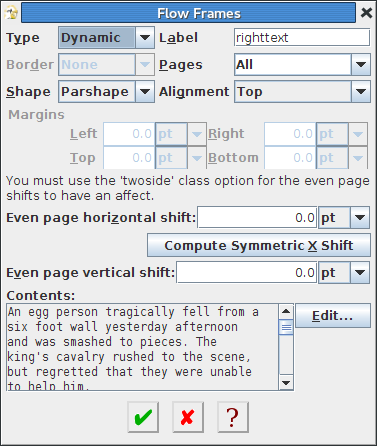 Flow Frames
Type Dynamic Label righttext
Border None Pages All
Shape Parshape Alignment Top
Margins
Left 0.0 pt Right 0.0 pt
Top 0.0 pt Bottom 0.0 pt
You must use the 'twoside' class option for the even page
shifts to have an affect.
Even page horizontal shift: 0.0 pt
Compute Symmetric X Shift
Even page vertical shift: 0.0 pt
Contents:
An egg person tragically fell from a
six foot wall yesterday afternoon
and was smashed to pieces. The
king's cavalry rushed to the scene,
but regretted that they were unable
to help him.
Edit...
?